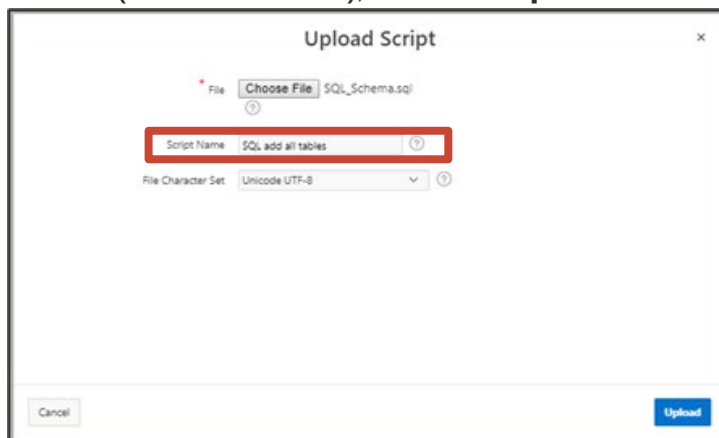 Upload Script
×
* File Choose File SQL_Schema.sql
?
Script Name SQL add all tables ?
File Character Set Unicode UTF-8 ?
Cancel Upload